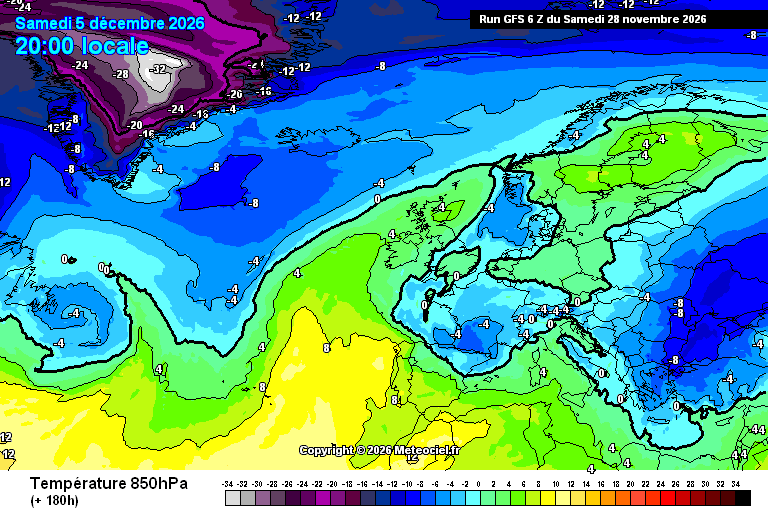 Samedi 5 décembre 2026
20:00 locale
Run GFS 6 Z du Samedi 28 novembre 2026
Copyright © 2026 Meteociel.fr
Température 850hPa
(+ 180h)
-34 -32 -30 -28 -26 -24 -22 -20 -18 -16 -14 -12 -10 -8 -6 -4 -2 0 2 4 6 8 10 12 14 16 18 20 22 24 26 28 30 32 34